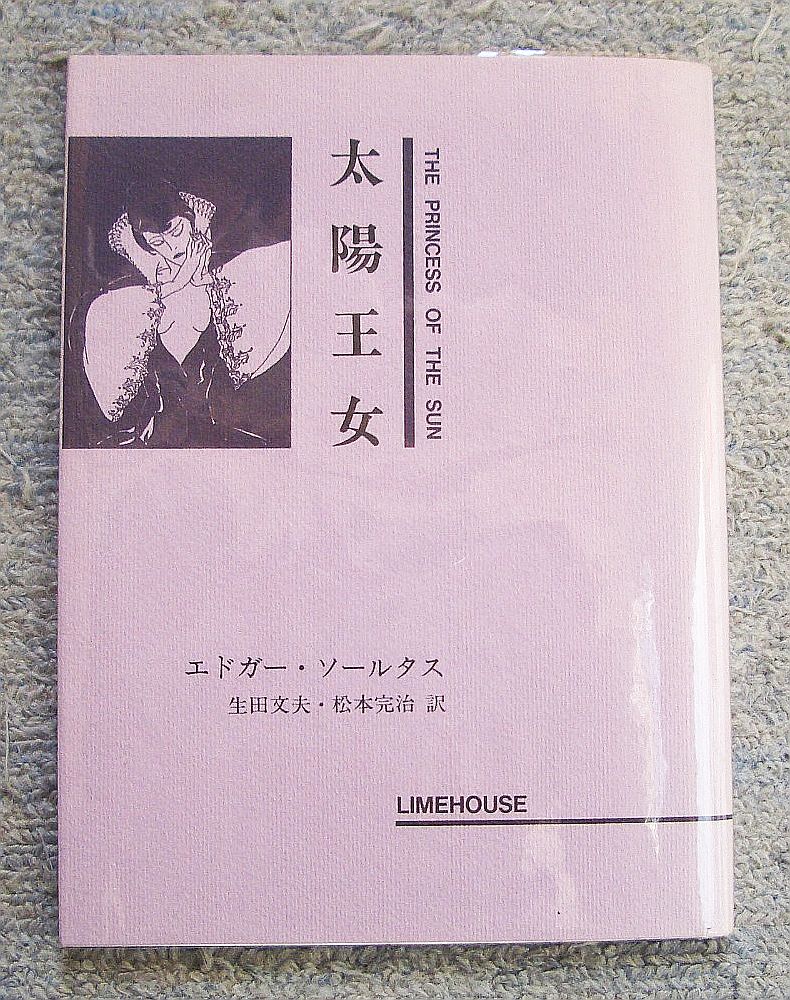 太陽王女
THE PRINCESS OF THE SUN
エドガー・ソールタス
生田文夫・松本完治 訳
LIMEHOUSE